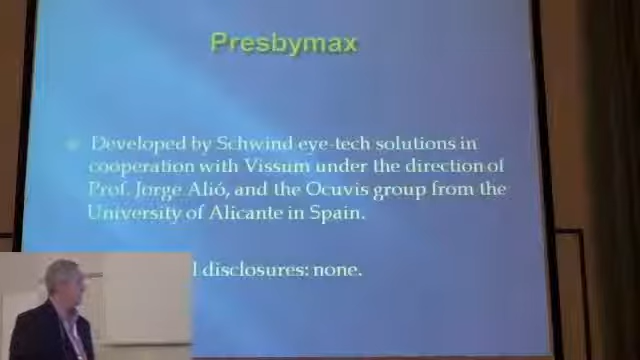 Presbymax
Developed by Schwind eye-tech solutions in
cooperation with Vissum under the direction of
Prof. Jorge Alió, and the Ocuvis group from the
University of Alicante in Spain.
disclosures: none.